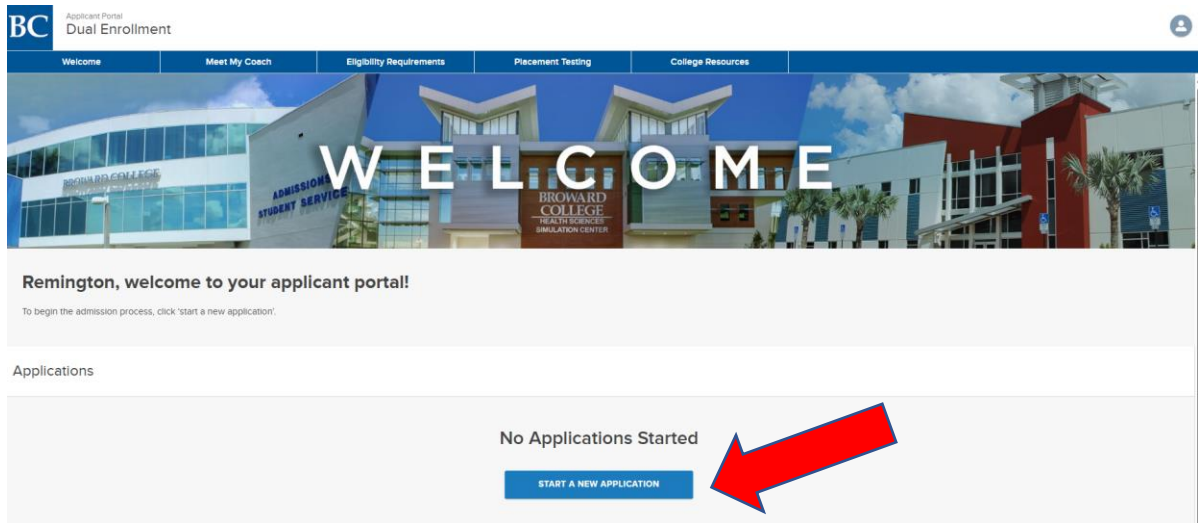 BC
Applicant Portal
Dual Enrollment
Welcome Meet My Coach Eligibility Requirements Placement Testing College Resources
WELCOME
BROWARD COLLEGE
ADMISSIONS
STUDENT SERVICE
BROWARD
COLLEGE
HEALTH SCIENCES
SIMULATION CENTER
Remington, welcome to your applicant portal!
To begin the admission process, click 'start a new application'.
Applications
No Applications Started
START A NEW APPLICATION